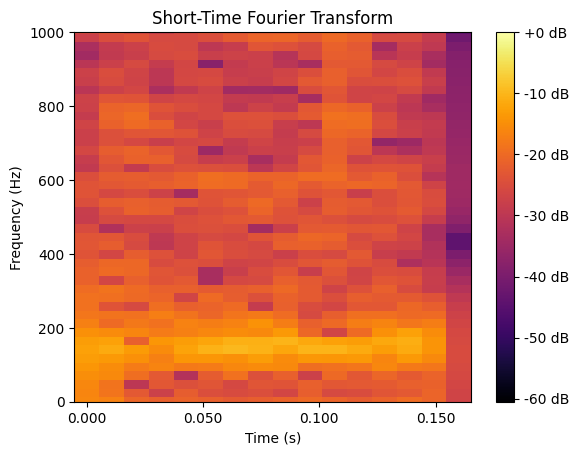 Short-Time Fourier Transform
1000
800
600
400
200
0
Frequency (Hz)
0.000
0.050
0.100
0.150
Time (s)
+0 dB
-10 dB
-20 dB
-30 dB
-40 dB
-50 dB
-60 dB